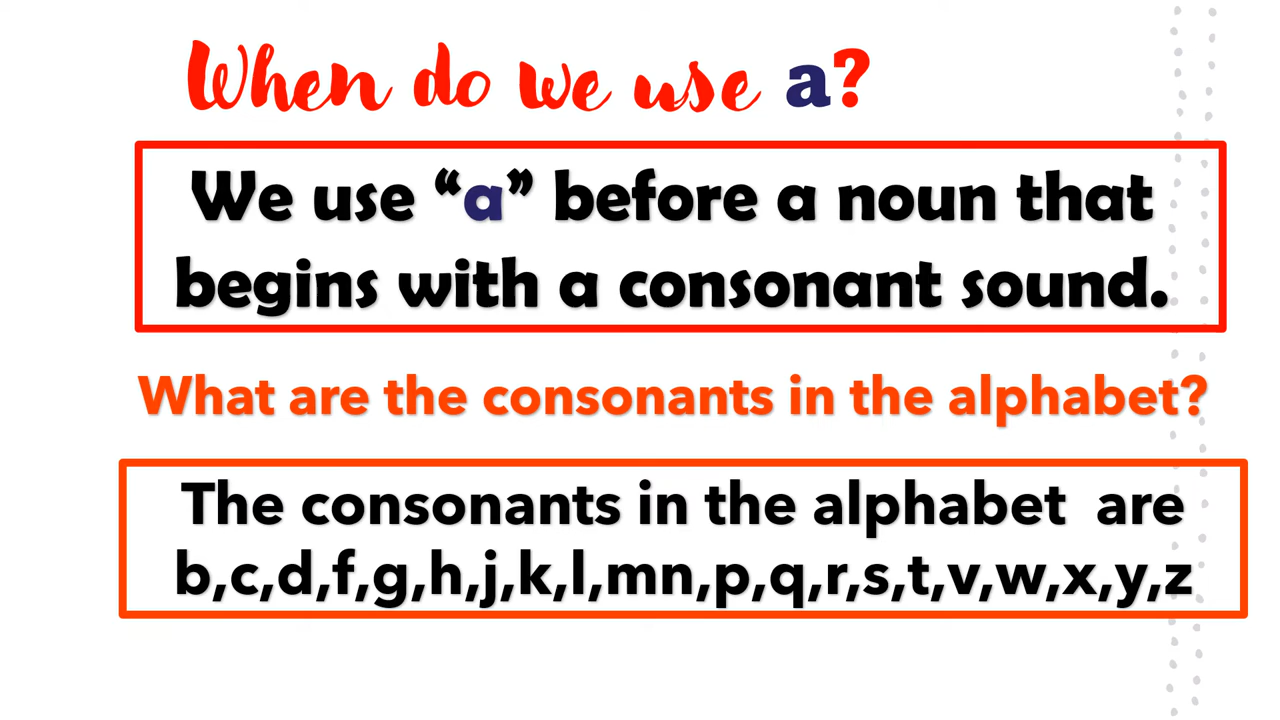 When do we use a?
We use “a” before a noun that
begins with a consonant sound.
What are the consonants in the alphabet?
The consonants in the alphabet are
b,c,d,f,g,h,j,k,l,mn,p,q,r,s,t,v,w,x,y,z